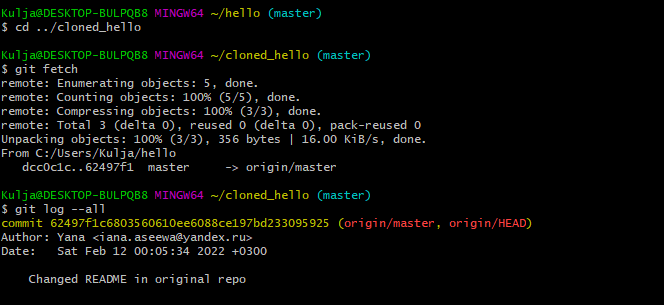 Kulja@DESKTOP-BULPQB8 MINGW64 ~/hello (master)
$ cd ../cloned_hello
Kulja@DESKTOP-BULPQB8 MINGW64 ~/cloned_hello (master)
$ git fetch
remote: Enumerating objects: 5, done.
remote: Counting objects: 100% (5/5), done.
remote: Compressing objects: 100% (3/3), done.
remote: Total 3 (delta 0), reused 0 (delta 0), pack-reused 0
Unpacking objects: 100% (3/3), 356 bytes | 16.00 KiB/s, done.
From C:/Users/Kulja/hello
   dcc0c1c..62497f1  master     -> origin/master
Kulja@DESKTOP-BULPQB8 MINGW64 ~/cloned_hello (master)
$ git log --all
commit 62497f1c6803560610ee6088ce197bd233095925 (origin/master, origin/HEAD)
Author: Yana <iana.aseewa@yandex.ru>
Date:   Sat Feb 12 00:05:34 2022 +0300
    Changed README in original repo